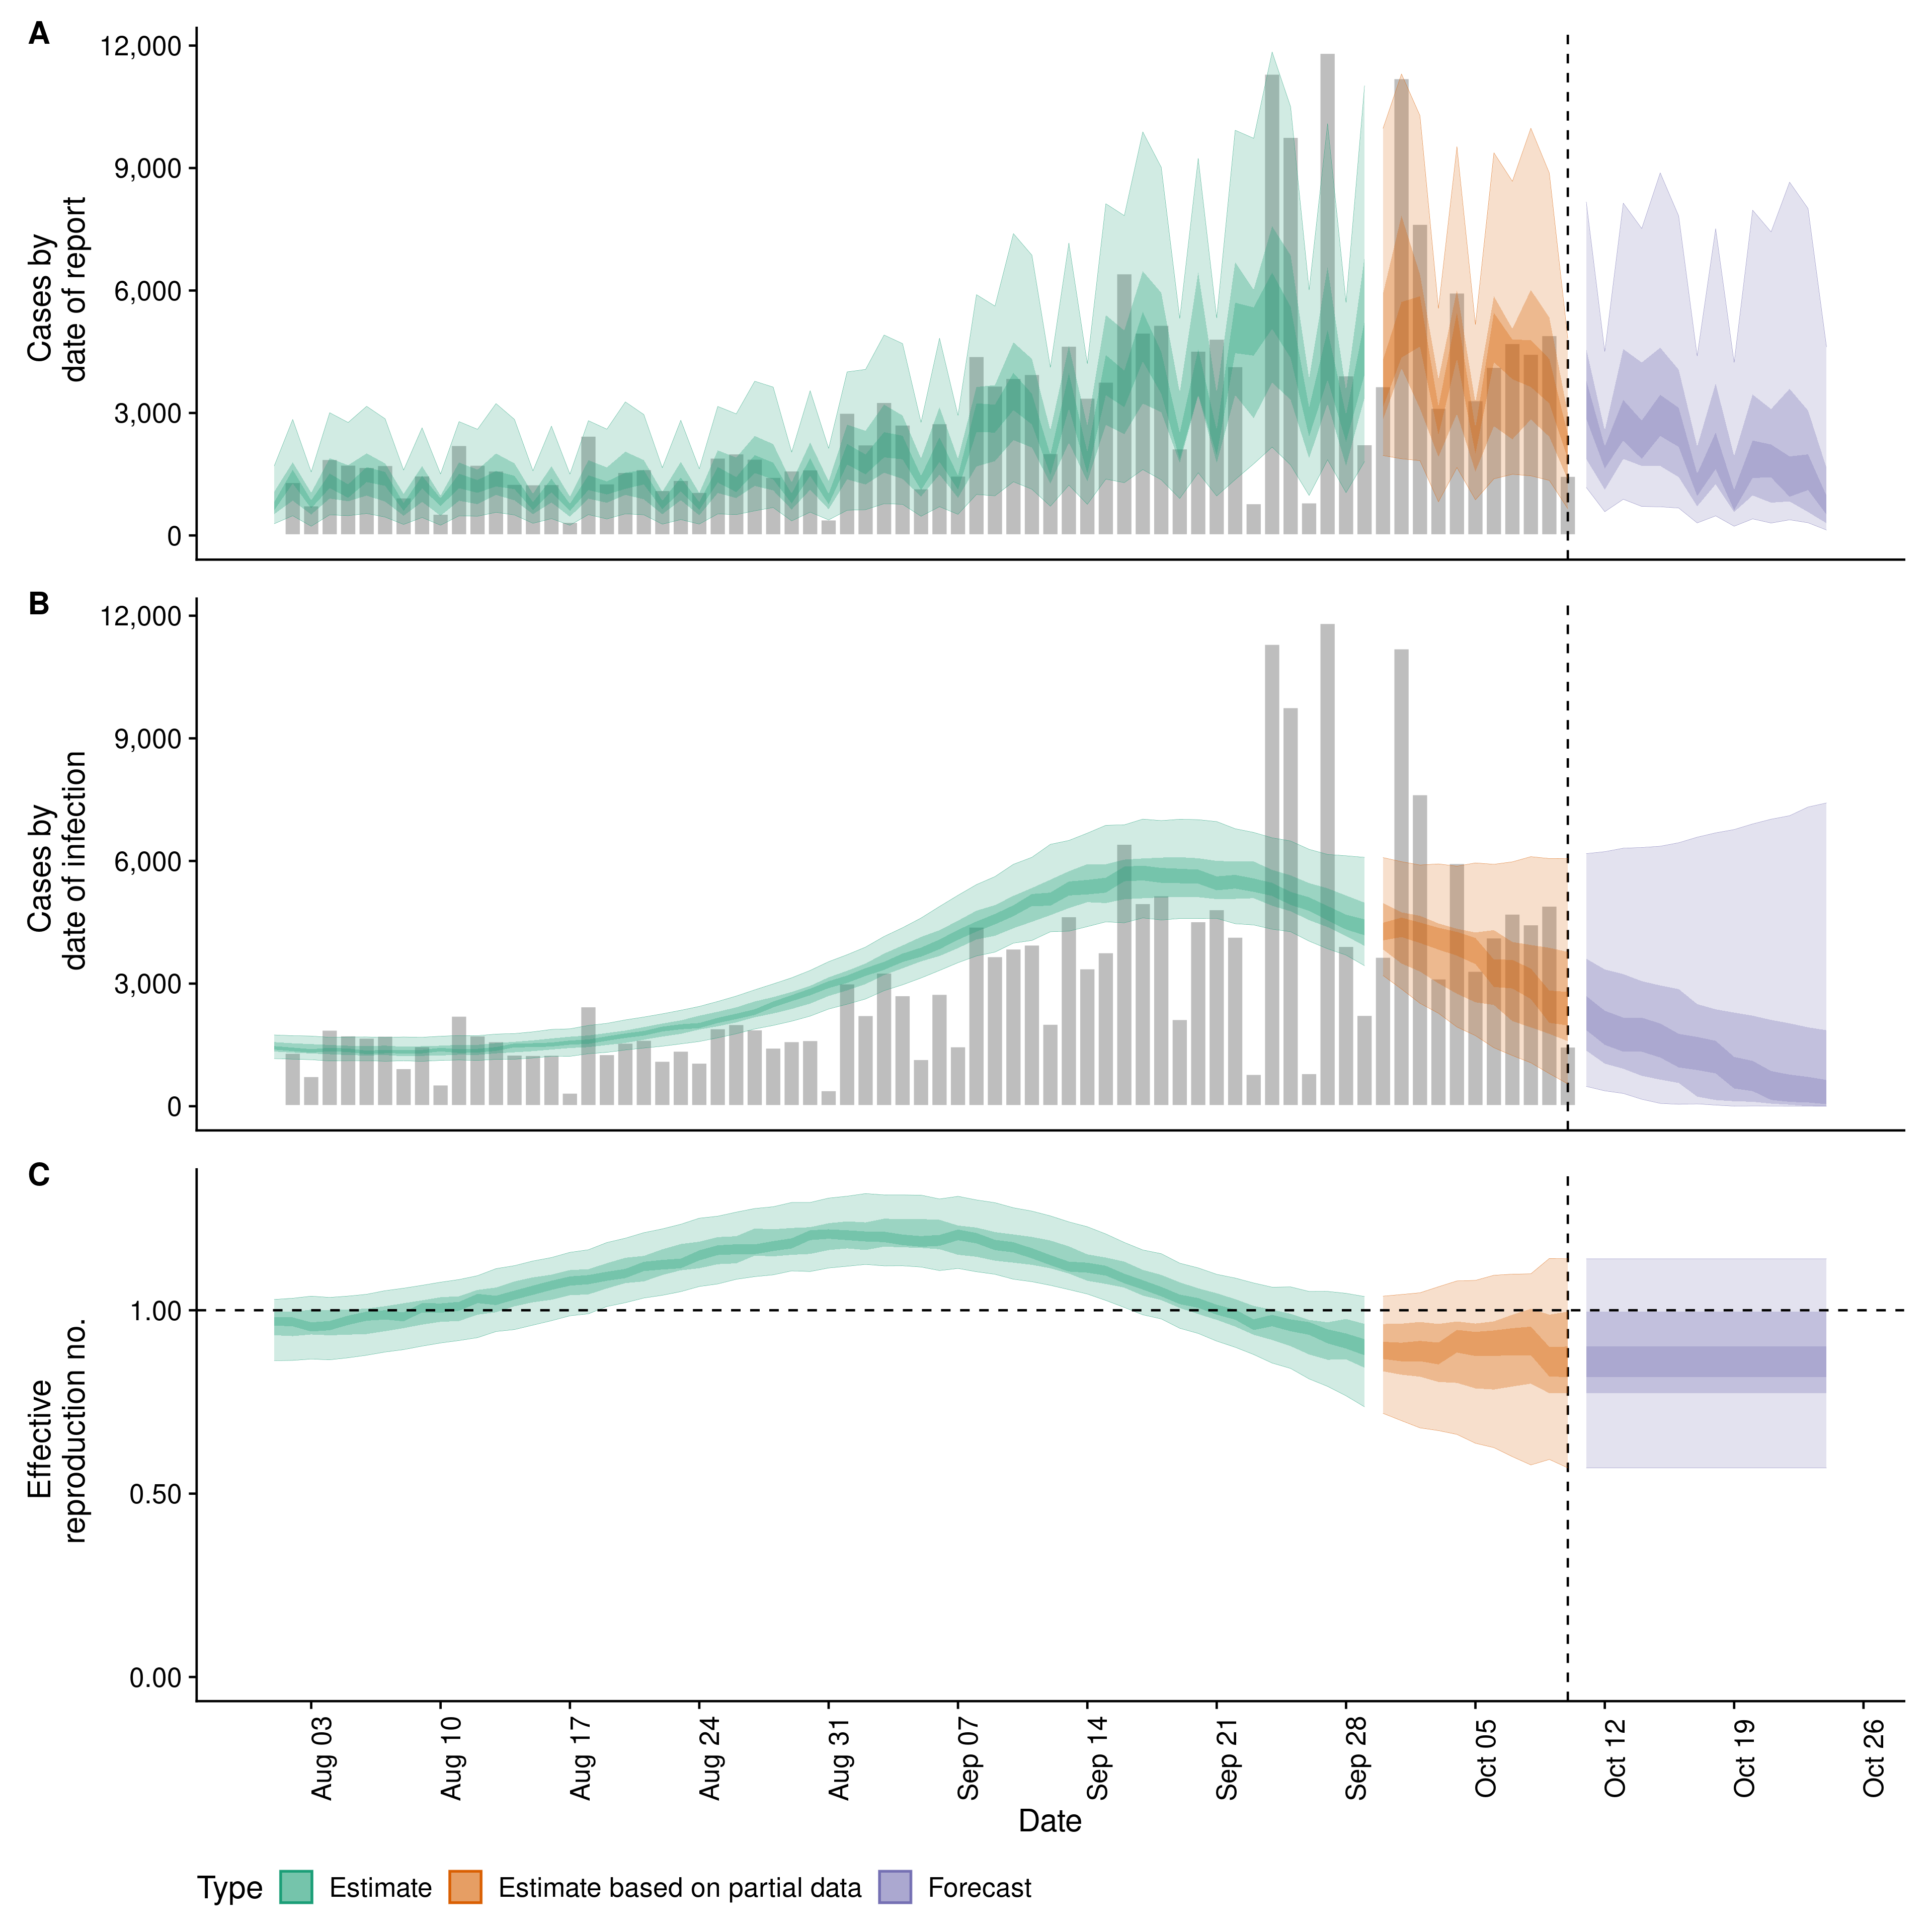 A
12,000
9,000
6,000
3,000
0
Cases by
date of report
B
12,000
9,000
6,000
3,000
0
Cases by
date of infection
C
1.00
0.50
0.00
Effective
reproduction no.
Aug 03
Aug 10
Aug 17
Aug 24
Aug 31
Sep 07
Sep 14
Sep 21
Sep 28
Oct 05
Oct 12
Oct 19
Oct 26
Date
Type Estimate Estimate based on partial data Forecast